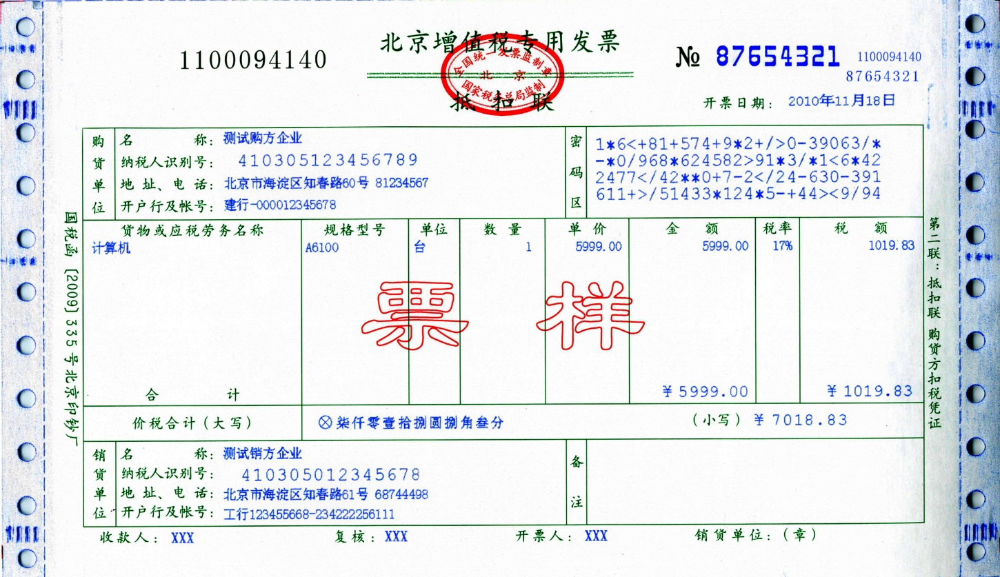 1100094140
北京增值税专用发票
全国统一发票监制章
北京
国家税务总局监制
抵扣联
№ 87654321
1100094140
87654321
开票日期： 2010年11月18日
购货单位
名称：测试购方企业
纳税人识别号： 410305123456789
地址、电话：北京市海淀区知春路60号 81234567
开户行及帐号：建行-000012345678
密码区
1*6<+81+574+9*2+/>0-39063/*
-*0/968*624582>91*3/*1<6*42
2477</42**0+7-2</24-630-391
611+>/51433*124*5-+44><9/94
货物或应税劳务名称 规格型号 单位 数量 单价 金额 税率 税额
计算机 A6100 台 1 5999.00 5999.00 17% 1019.83
票样
合计 ￥5999.00 ￥1019.83
价税合计（大写） ⊗柒仟零壹拾捌圆捌角叁分 （小写）￥7018.83
销货单位
名称：测试销方企业
纳税人识别号： 410305012345678
地址、电话：北京市海淀区知春路61号 68744498
开户行及帐号：工行123455668-234222256111
备注
收款人： XXX 复核：XXX 开票人： XXX 销货单位：（章）
国税函〔2009〕335号北京印钞厂
第二联：抵扣联 购货方扣税凭证